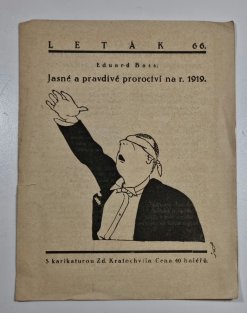 LETÁK 66.
Eduard Bass:
Jasné a pravdivé proroctví na r. 1919.
S karikaturou Zd. Kratochvíla Cena 40 haléřů.